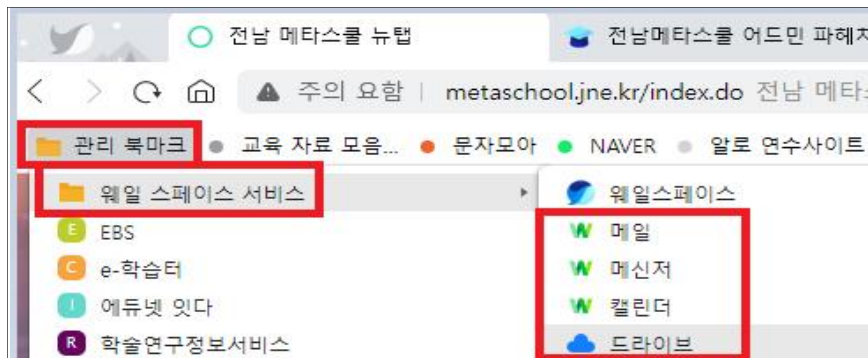 전남 메타스쿨 뉴탭
전남메타스쿨 어드민 파헤치
주의 요함 | metaschool.jne.kr/index.do 전남 메타
관리 북마크 교육 자료 모음... 문자모아 NAVER 알로 연수사이트
웨일 스페이스 서비스
웨일스페이스
E EBS
메일
C e-학습터
메신저
I 에듀넷 잇다
캘린더
R 학술연구정보서비스
드라이브